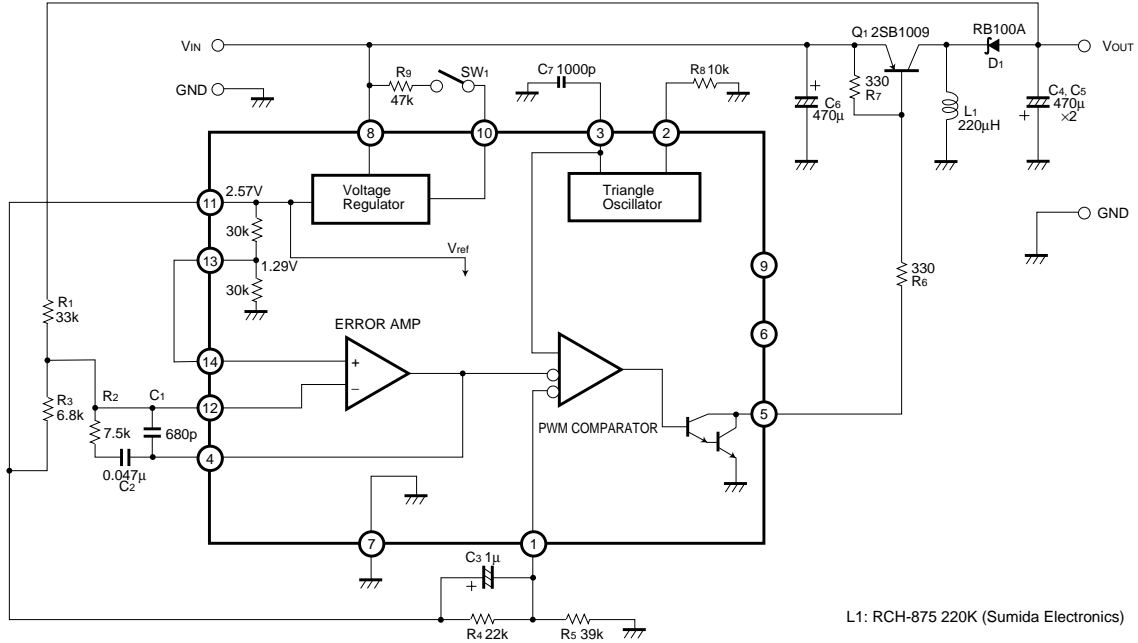 Q1 2SB1009
RB100A
VIN
VOUT
D1
GND
R9
47k
SW1
C7 1000p
R8 10k
330
R7
+
C6
470μ
L1
220μH
C4, C5
470μ
×2
+
8
10
3
2
Voltage
Regulator
Triangle
Oscillator
11
2.57V
30k
Vref
13
1.29V
30k
GND
9
330
R6
6
R1
33k
ERROR AMP
14
+
−
12
R3
6.8k
R2
7.5k
C1
680p
0.047μ
C2
4
PWM COMPARATOR
5
7
1
C3 1μ
+
R4 22k
R5 39k
L1: RCH-875 220K (Sumida Electronics)